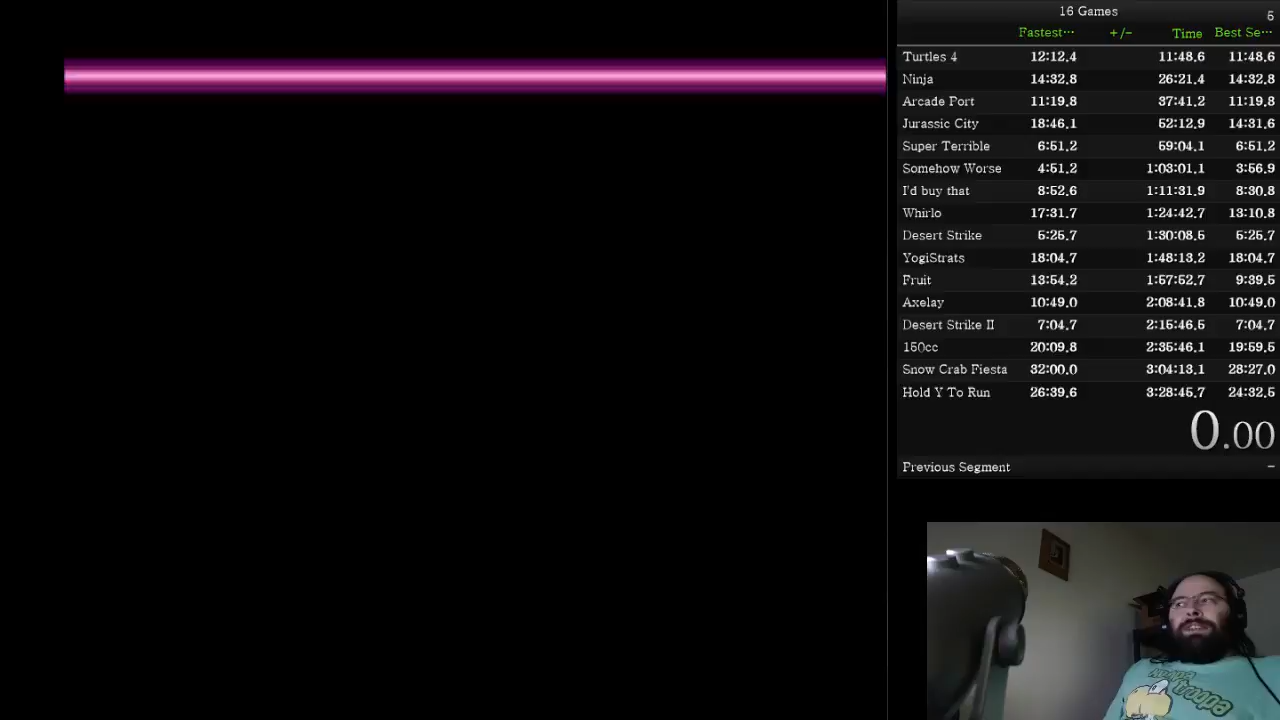 16 Games
5
Fastest… +/- Time Best Se…
Turtles 4 12:12.4 11:48.6 11:48.6
Ninja 14:32.8 26:21.4 14:32.8
Arcade Port 11:19.8 37:41.2 11:19.8
Jurassic City 18:46.1 52:12.9 14:31.6
Super Terrible 6:51.2 59:04.1 6:51.2
Somehow Worse 4:51.2 1:03:01.1 3:56.9
I'd buy that 8:52.6 1:11:31.9 8:30.8
Whirlo 17:31.7 1:24:42.7 13:10.8
Desert Strike 5:25.7 1:30:08.5 5:25.7
YogiStrats 18:04.7 1:48:13.2 18:04.7
Fruit 13:54.2 1:57:52.7 9:39.5
Axelay 10:49.0 2:08:41.8 10:49.0
Desert Strike II 7:04.7 2:15:46.5 7:04.7
150cc 20:09.8 2:35:46.1 19:59.5
Snow Crab Fiesta 32:00.0 3:04:13.1 28:27.0
Hold Y To Run 26:39.6 3:28:45.7 24:32.5
0.00
Previous Segment -